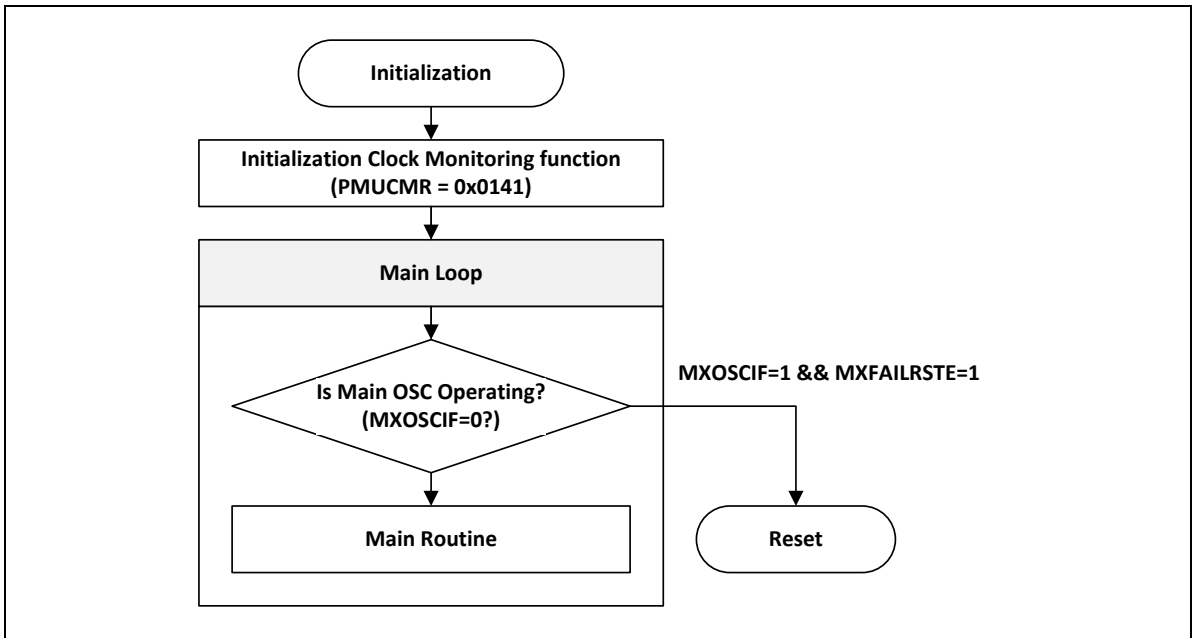 Initialization
Initialization Clock Monitoring function
(PMUCMR = 0x0141)
Main Loop
Is Main OSC Operating?
(MXOSCIF=0?)
MXOSCIF=1 && MXFAILRSTE=1
Main Routine
Reset